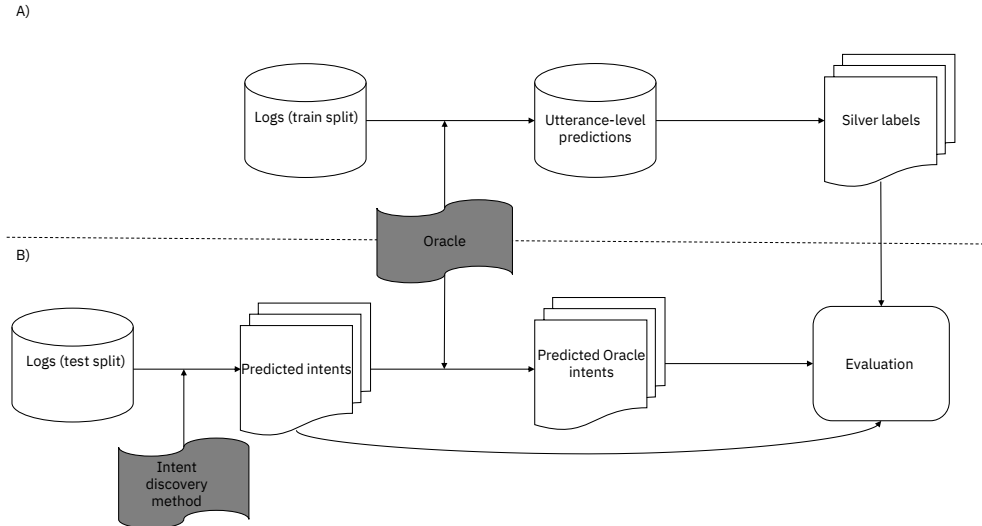 A)
Logs (train split)
Utterance-level
predictions
Silver labels
Oracle
B)
Logs (test split)
Predicted intents
Predicted Oracle
intents
Evaluation
Intent
discovery
method